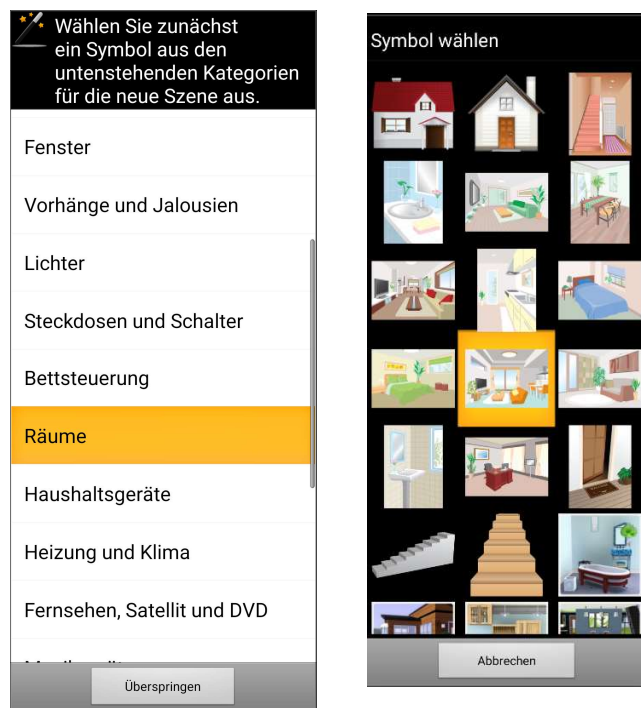 Wählen Sie zunächst
ein Symbol aus den
untenstehenden Kategorien
für die neue Szene aus.
Fenster
Vorhänge und Jalousien
Lichter
Steckdosen und Schalter
Bettsteuerung
Räume
Haushaltsgeräte
Heizung und Klima
Fernsehen, Satellit und DVD
Überspringen
Symbol wählen
Abbrechen